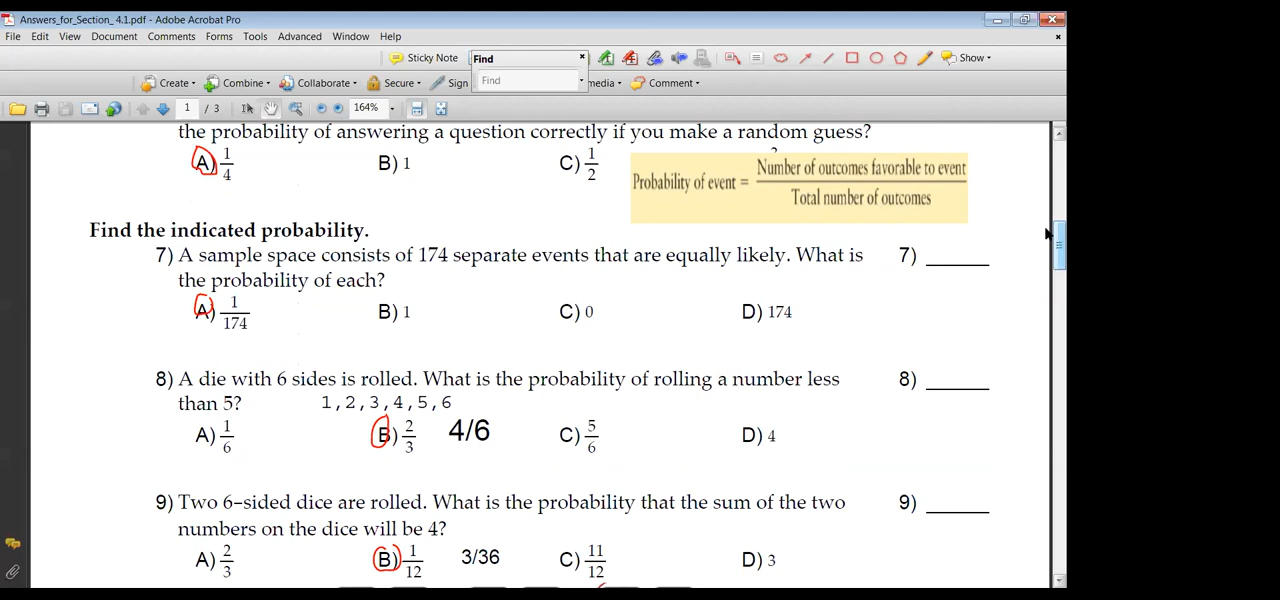 Answers_for_Section_ 4.1.pdf - Adobe Acrobat Pro
File Edit View Document Comments Forms Tools Advanced Window Help
Sticky Note Find Show
Create Combine Collaborate Secure Sign Find media Comment
1 / 3 164%
the probability of answering a question correctly if you make a random guess?
A) 1/4 B) 1 C) 1/2
Probability of event = Number of outcomes favorable to event / Total number of outcomes
Find the indicated probability.
7) A sample space consists of 174 separate events that are equally likely. What is 7) ______
the probability of each?
A) 1/174 B) 1 C) 0 D) 174
8) A die with 6 sides is rolled. What is the probability of rolling a number less 8) ______
than 5? 1,2,3,4,5,6
A) 1/6 B) 2/3 4/6 C) 5/6 D) 4
9) Two 6-sided dice are rolled. What is the probability that the sum of the two 9) ______
numbers on the dice will be 4?
A) 2/3 B) 1/12 3/36 C) 11/12 D) 3